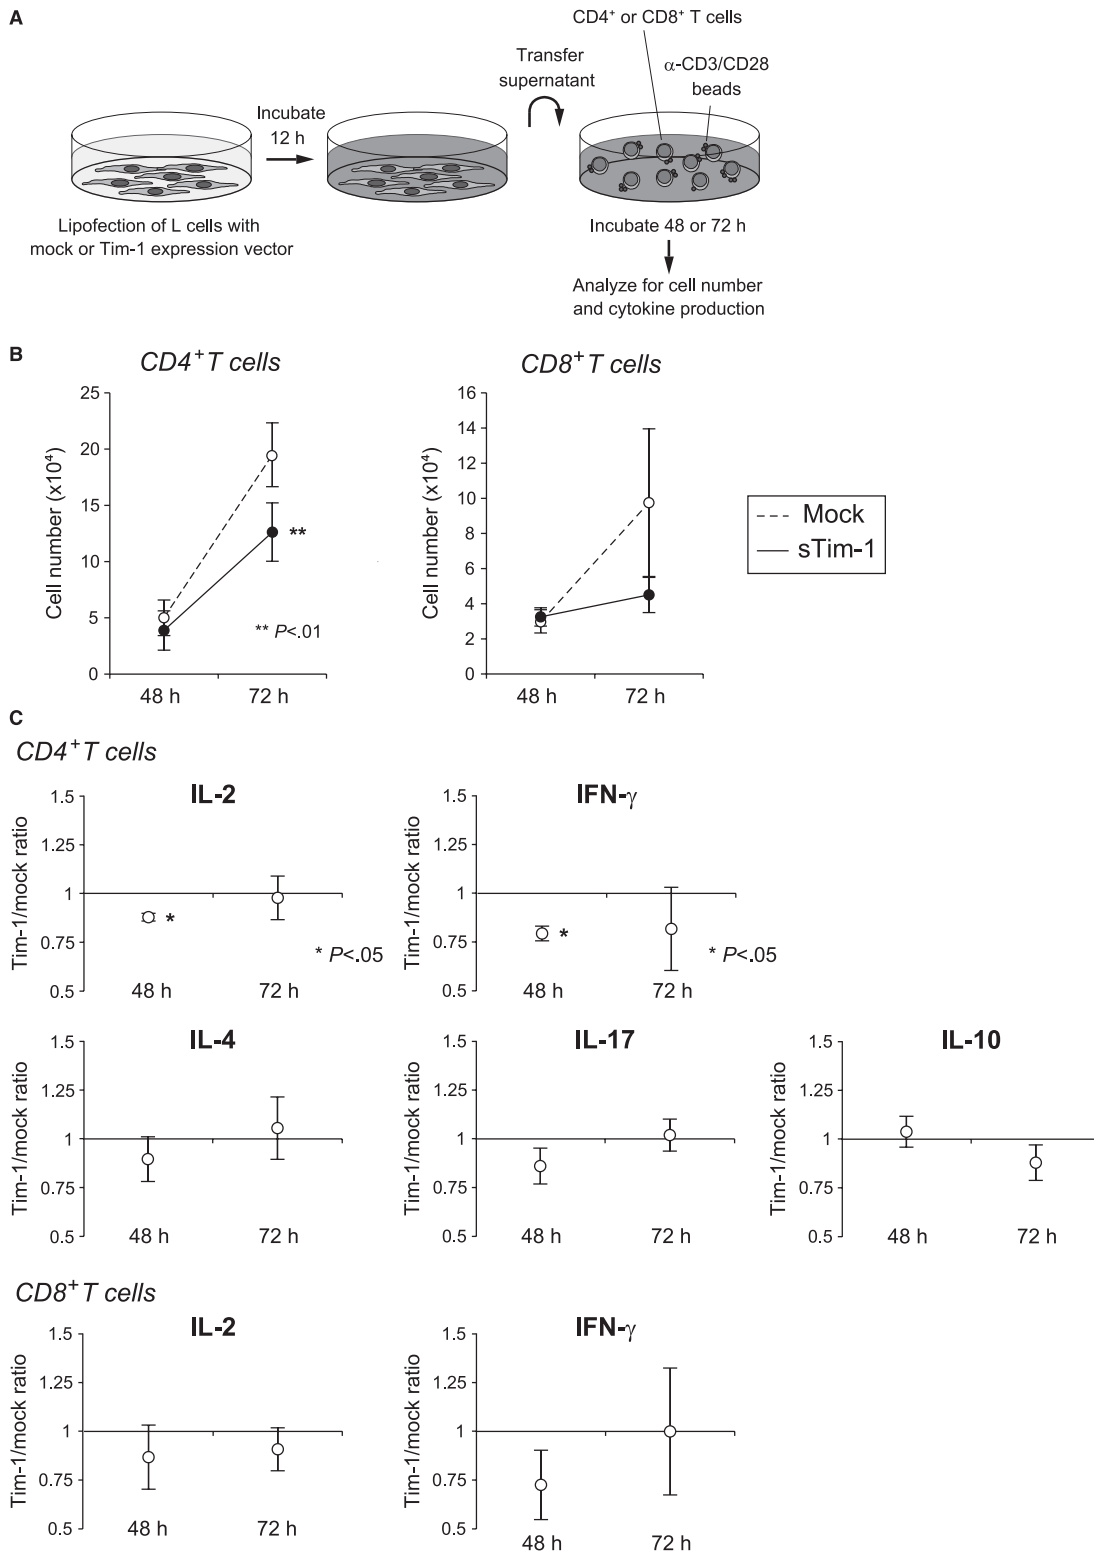 A
CD4⁺ or CD8⁺ T cells
Transfer
supernatant
α-CD3/CD28
beads
Incubate
12 h
Lipofection of L cells with
mock or Tim-1 expression vector
Incubate 48 or 72 h
Analyze for cell number
and cytokine production
B
CD4⁺T cells
Cell number (x10⁴)
25
20
15
10
5
0
48 h
72 h
**
** P<.01
CD8⁺T cells
Cell number (x10⁴)
16
14
12
10
8
6
4
2
0
48 h
72 h
Mock
sTim-1
C
CD4⁺T cells
IL-2
Tim-1/mock ratio
1.5
1.25
1
0.75
0.5
*
* P<.05
48 h
72 h
IFN-γ
Tim-1/mock ratio
1.5
1.25
1
0.75
0.5
*
* P<.05
48 h
72 h
IL-4
Tim-1/mock ratio
1.5
1.25
1
0.75
0.5
48 h
72 h
IL-17
Tim-1/mock ratio
1.5
1.25
1
0.75
0.5
48 h
72 h
IL-10
Tim-1/mock ratio
1.5
1.25
1
0.75
0.5
48 h
72 h
CD8⁺T cells
IL-2
Tim-1/mock ratio
1.5
1.25
1
0.75
0.5
48 h
72 h
IFN-γ
Tim-1/mock ratio
1.5
1.25
1
0.75
0.5
48 h
72 h